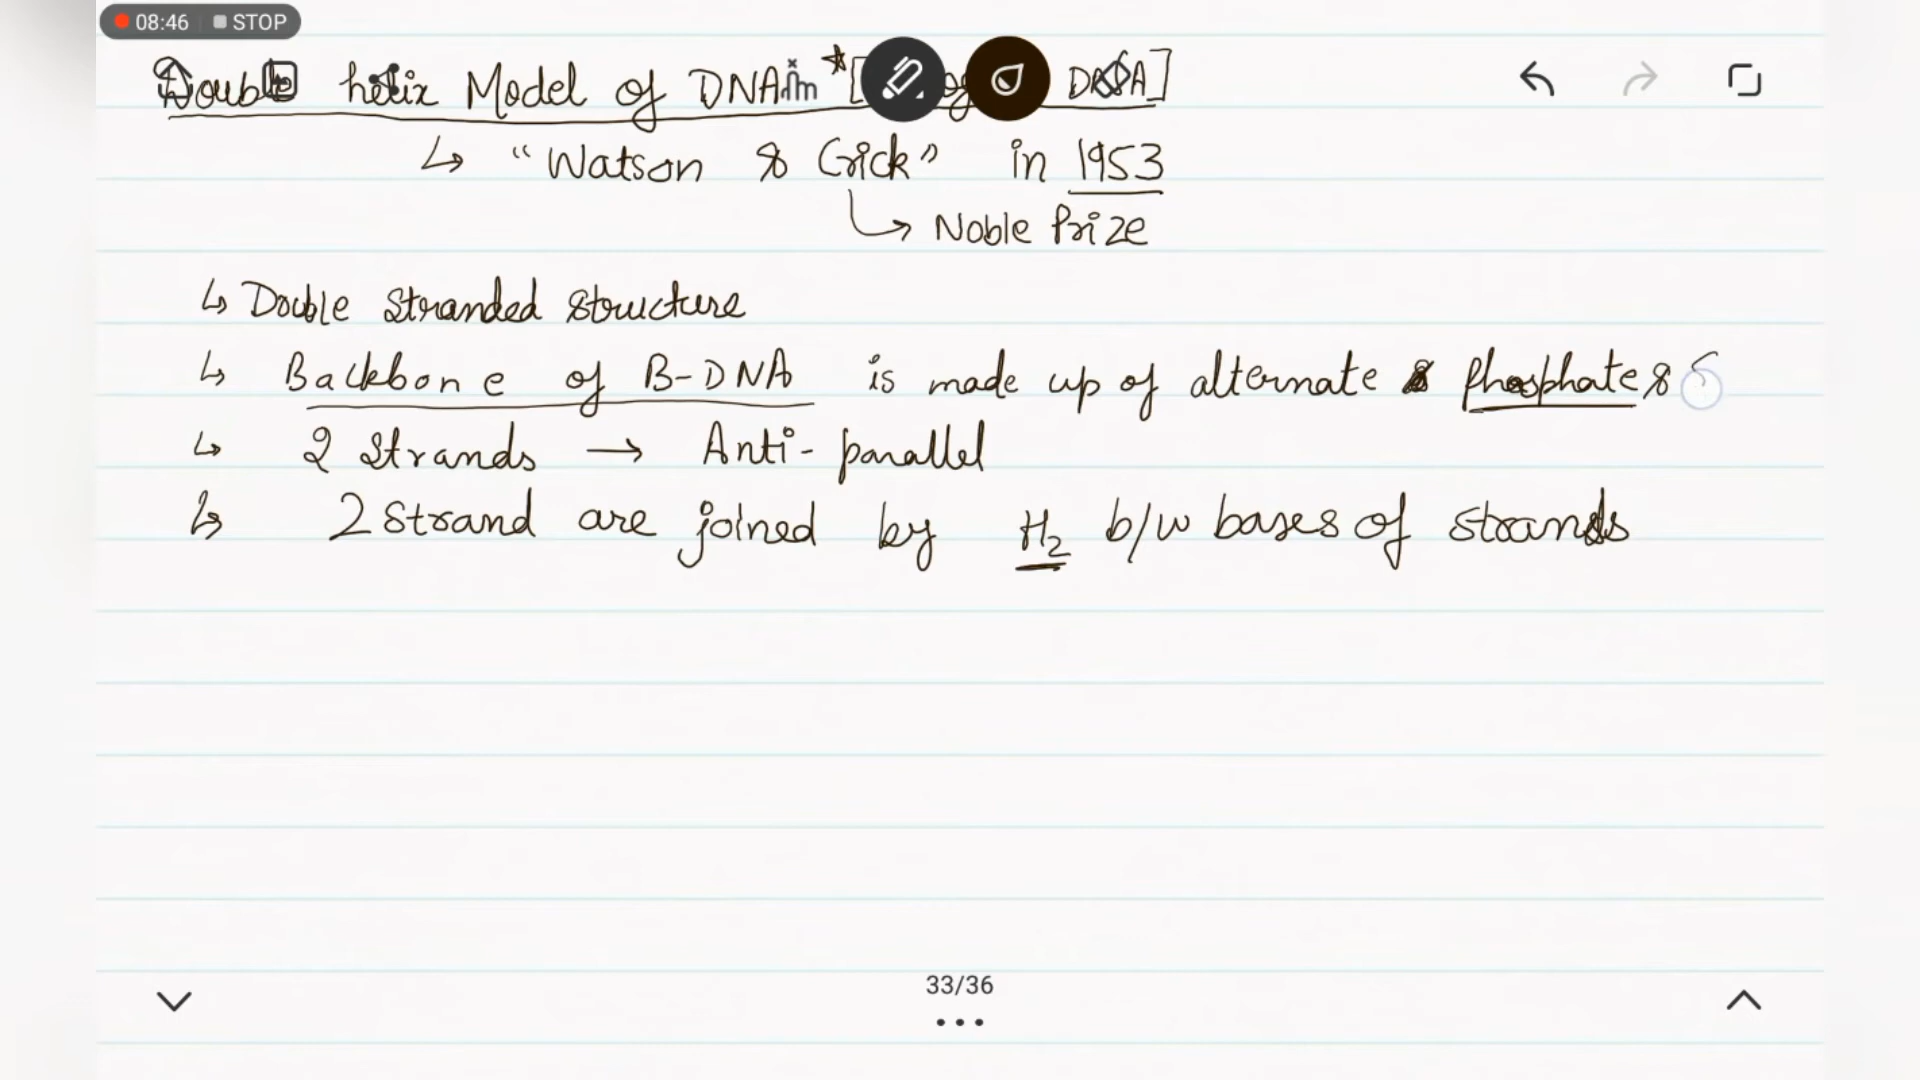 08:46 STOP
Double helix Model of DNA *[ DNA]
↳ "Watson & Crick" in 1953
↳ Noble Prize
↳ Double Stranded Structure
↳ Backbone of B-DNA is made up of alternate phosphate & S
↳ 2 Strands → Anti-parallel
↳ 2 Strand are joined by H2 b/w bases of strands
33/36